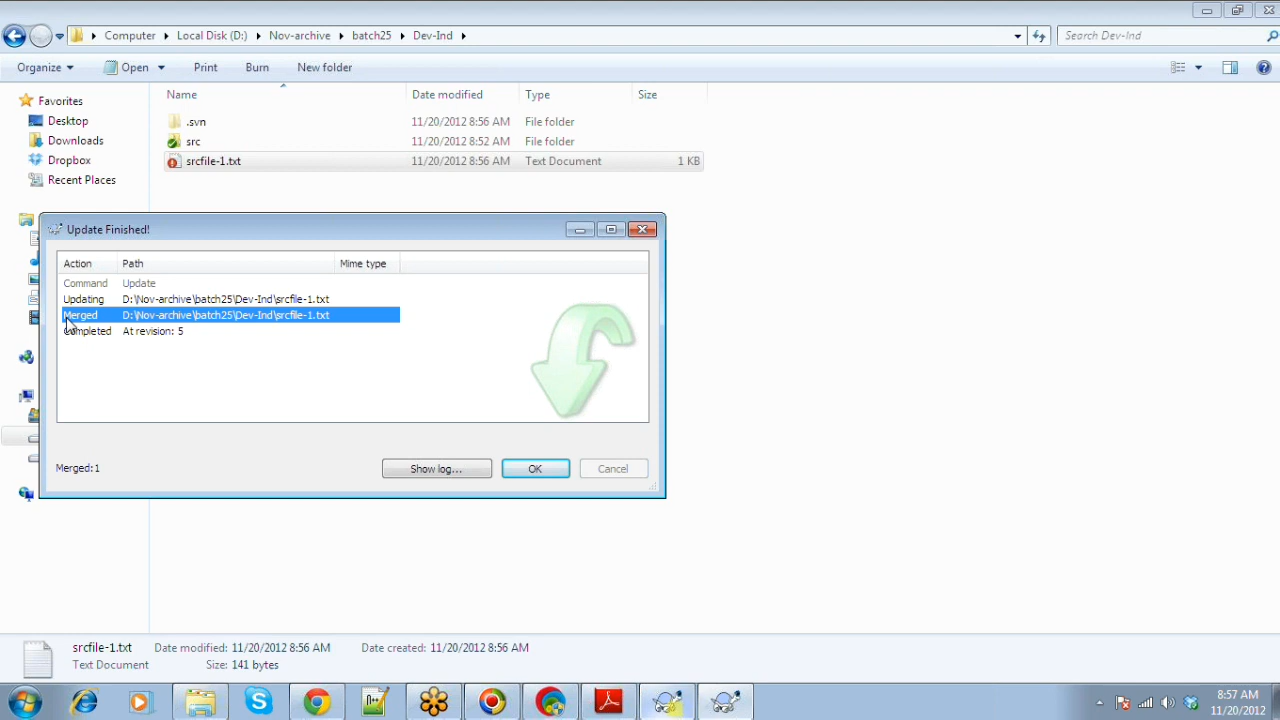 Computer Local Disk (D:) Nov-archive batch25 Dev-Ind Search Dev-Ind
Organize Open Print Burn New folder
Name Date modified Type Size
Favorites
Desktop
Downloads
Dropbox
Recent Places
.svn 11/20/2012 8:56 AM File folder
src 11/20/2012 8:52 AM File folder
srcfile-1.txt 11/20/2012 8:56 AM Text Document 1 KB
Update Finished!
Action Path Mime type
Command Update
Updating D:\Nov-archive\batch25\Dev-Ind\srcfile-1.txt
Merged D:\Nov-archive\batch25\Dev-Ind\srcfile-1.txt
Completed At revision: 5
Merged:1
Show log... OK Cancel
srcfile-1.txt Date modified: 11/20/2012 8:56 AM Date created: 11/20/2012 8:56 AM
Text Document Size: 141 bytes
8:57 AM
11/20/2012